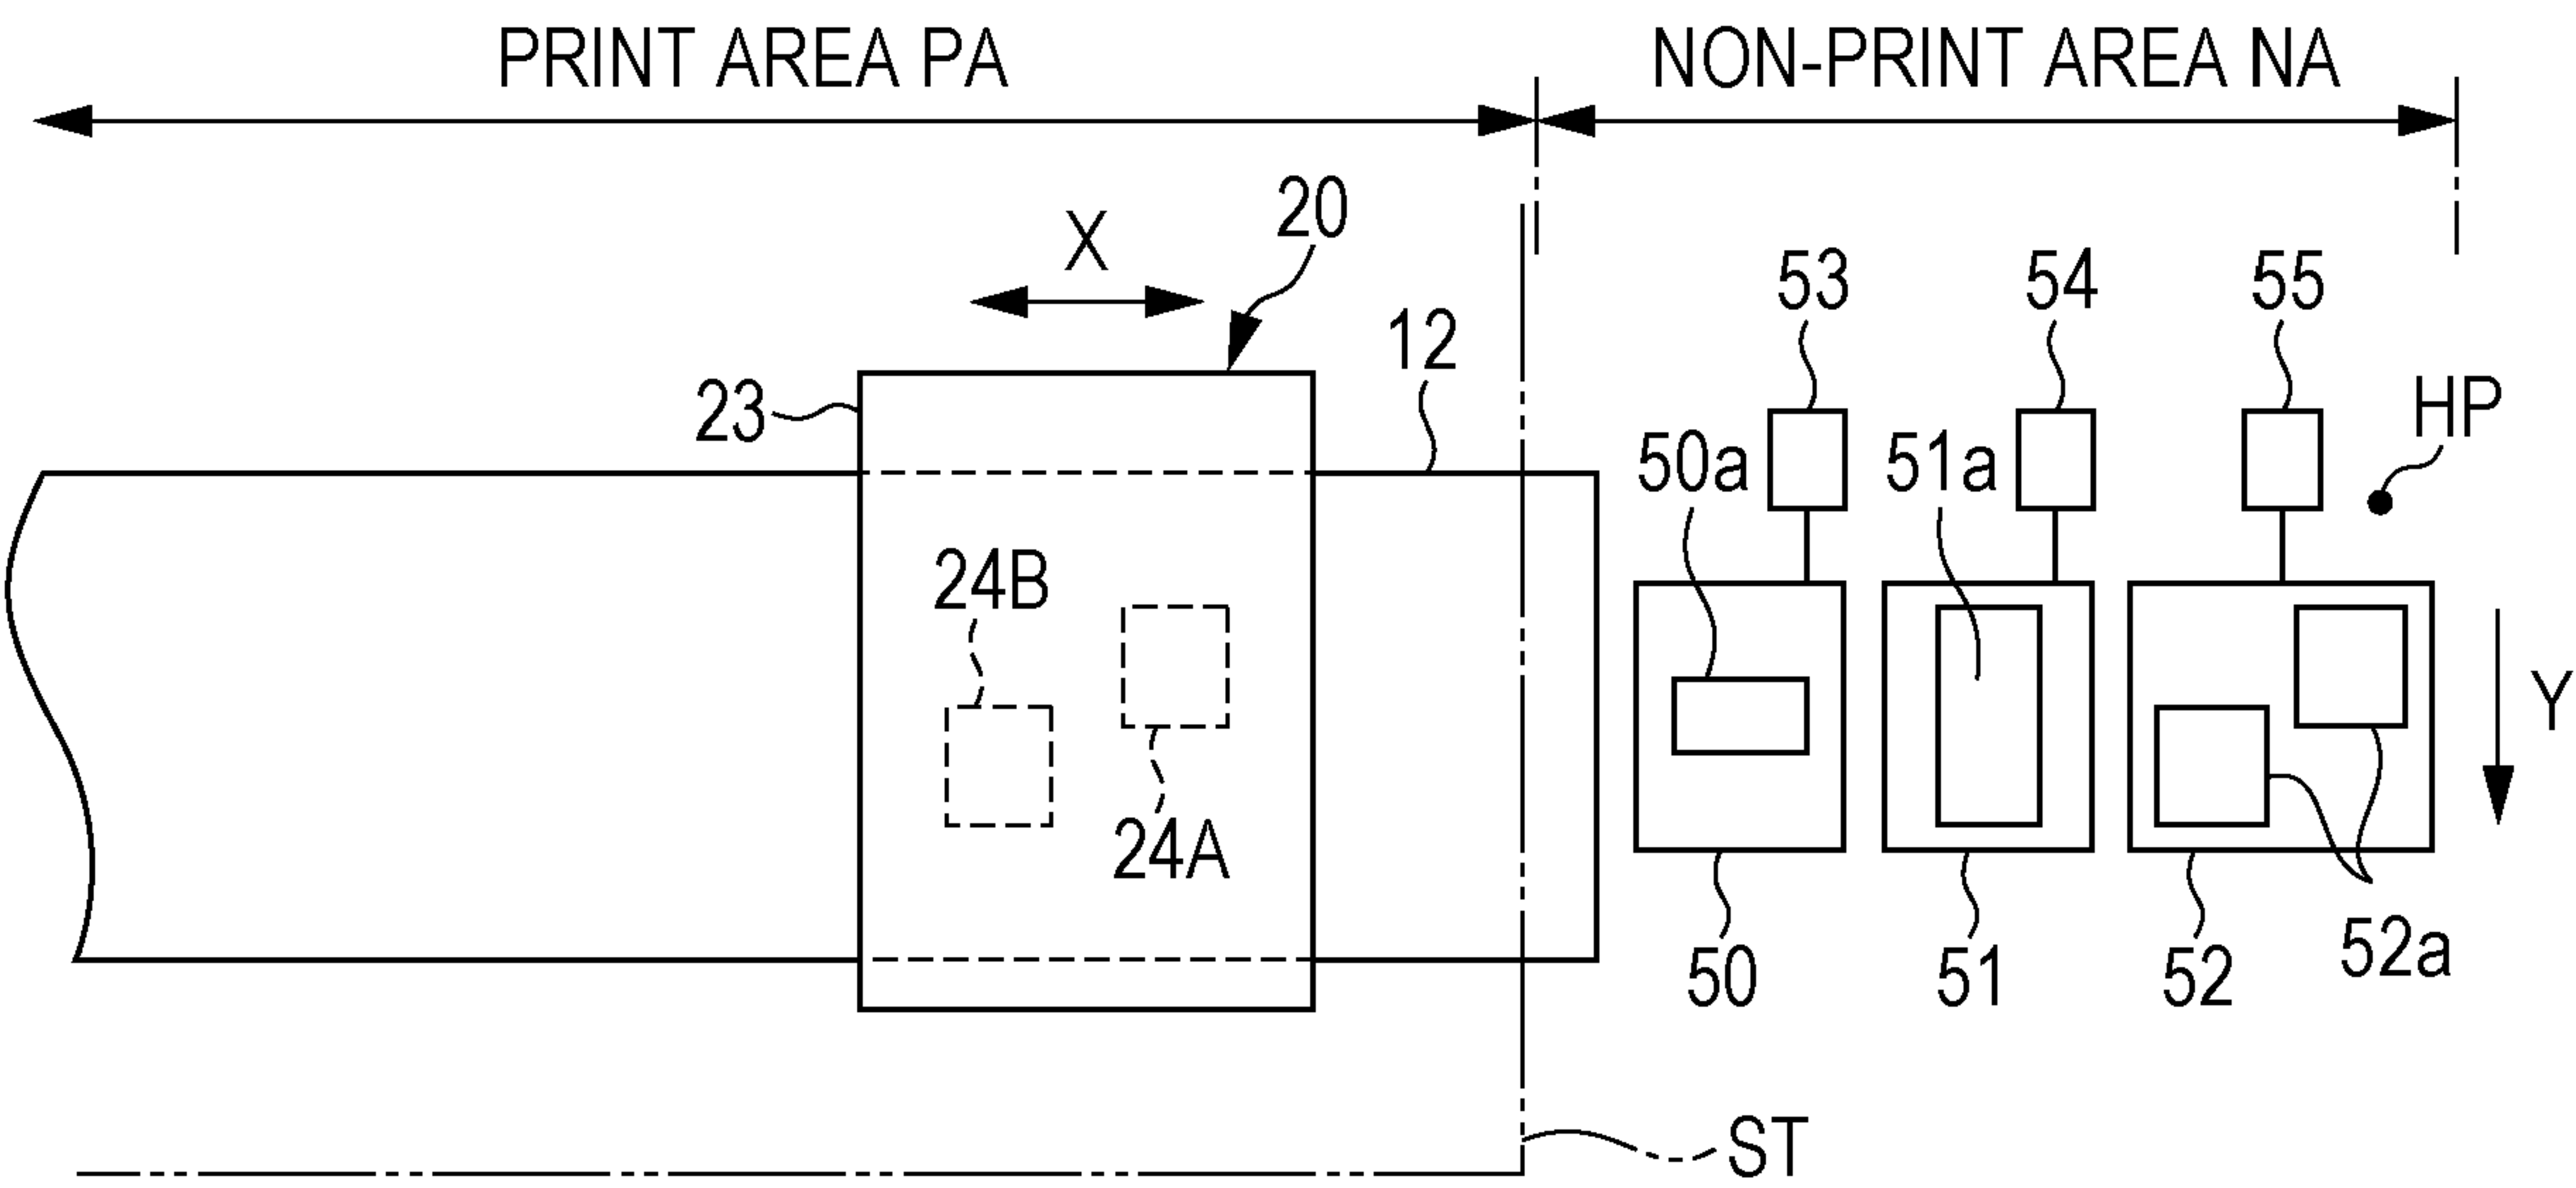 PRINT AREA PA
NON-PRINT AREA NA
X
20
53
54
55
12
23
HP
50a
51a
24B
24A
Y
50
51
52
52a
ST